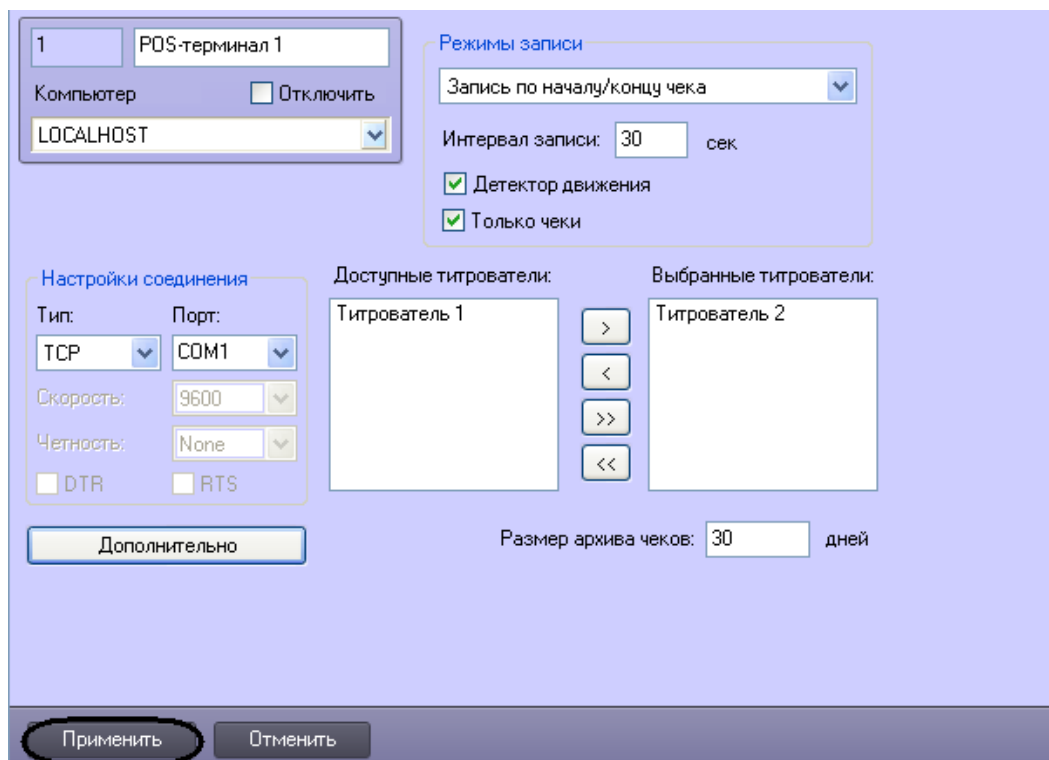 1
POS-терминал 1
Компьютер
Отключить
LOCALHOST
Режимы записи
Запись по началу/концу чека
Интервал записи: 30 сек
Детектор движения
Только чеки
Настройки соединения
Тип: Порт:
TCP COM1
Скорость: 9600
Четность: None
DTR RTS
Дополнительно
Доступные титрователи:
Титрователь 1
>
<
>>
<<
Выбранные титрователи:
Титрователь 2
Размер архива чеков: 30 дней
Применить Отменить